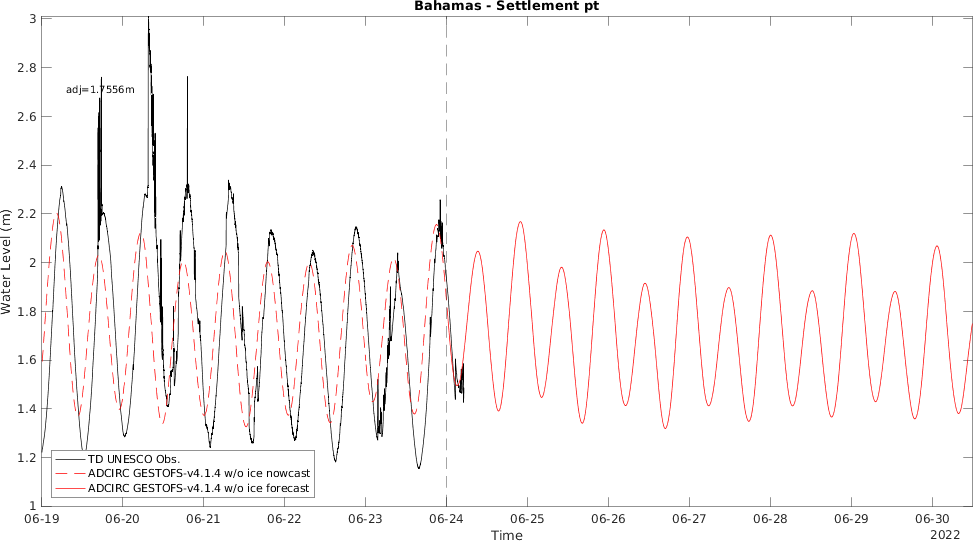 Bahamas - Settlement pt
3
2.8
adj=1.7556m
2.6
2.4
2.2
2
1.8
1.6
1.4
1.2
1
Water Level (m)
TD UNESCO Obs.
ADCIRC GESTOFS-v4.1.4 w/o ice nowcast
ADCIRC GESTOFS-v4.1.4 w/o ice forecast
06-19 06-20 06-21 06-22 06-23 06-24 06-25 06-26 06-27 06-28 06-29 06-30
Time
2022